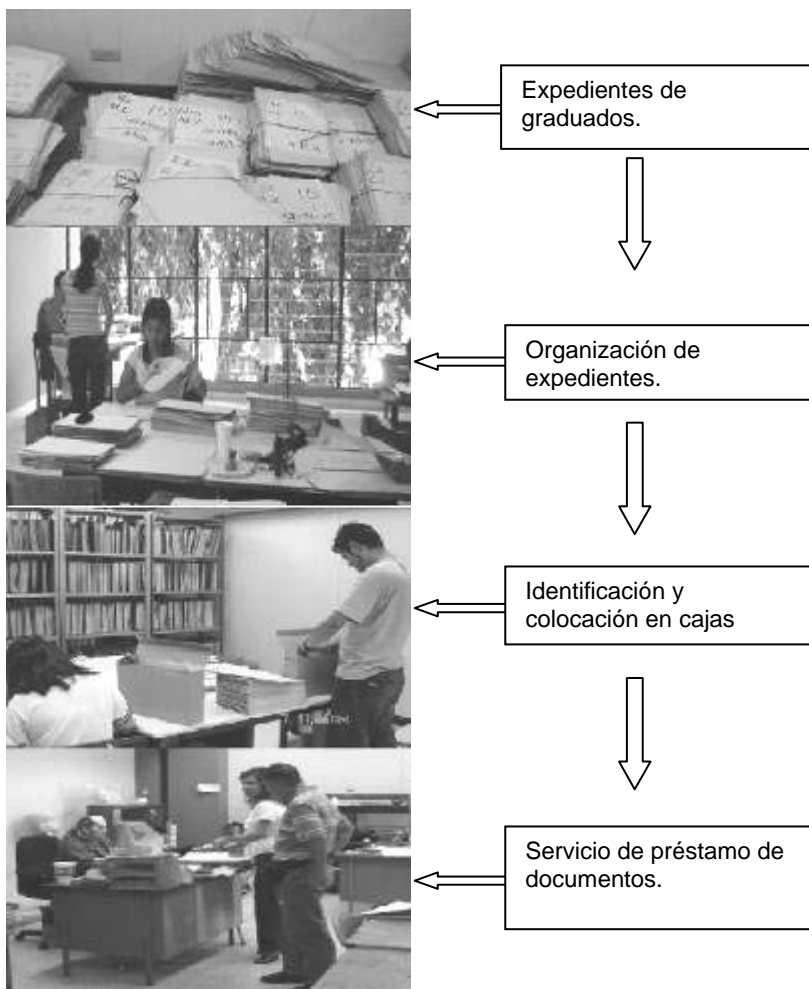 Expedientes de
graduados.
Organización de
expedientes.
Identificación y
colocación en cajas
Servicio de préstamo de
documentos.